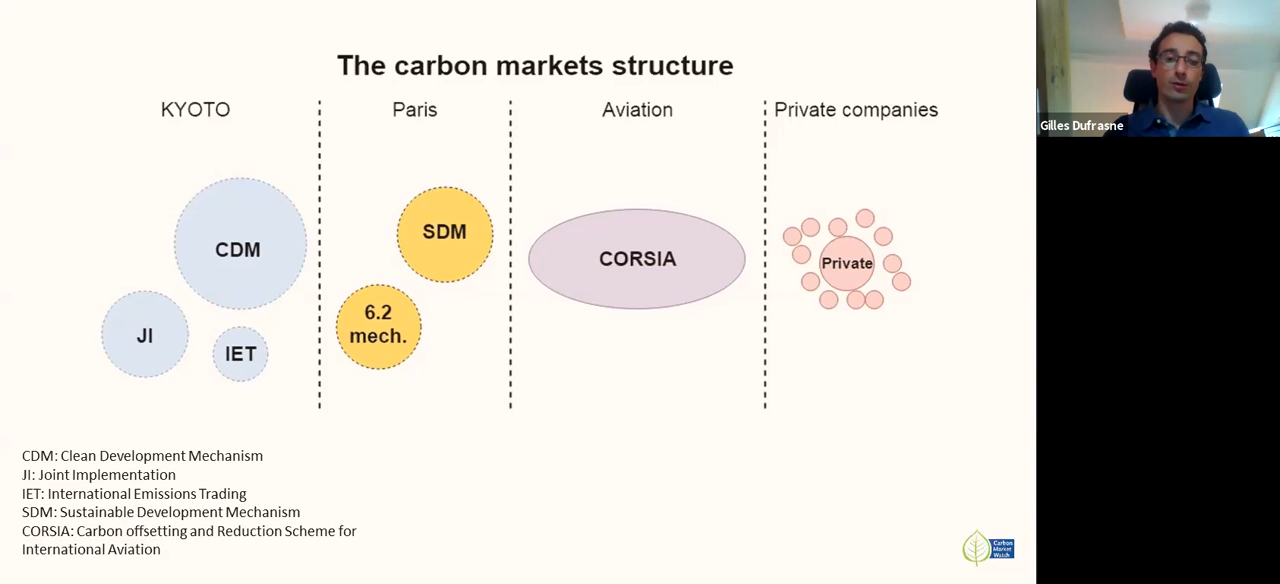 The carbon markets structure
KYOTO
Paris
Aviation
Private companies
CDM
JI
IET
SDM
6.2
mech.
CORSIA
Private
CDM: Clean Development Mechanism
JI: Joint Implementation
IET: International Emissions Trading
SDM: Sustainable Development Mechanism
CORSIA: Carbon offsetting and Reduction Scheme for
International Aviation
Carbon
Market
Watch
Gilles Dufrasne